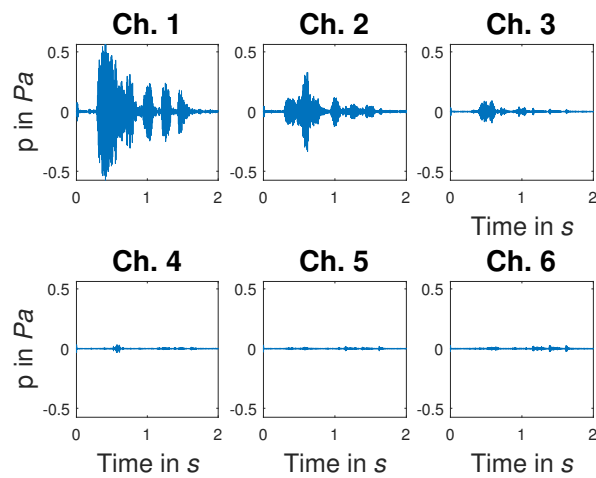 Ch. 1 Ch. 2 Ch. 3
0.5 0.5 0.5
p in Pa
0 0 0
-0.5 -0.5 -0.5
0 1 2 0 1 2 0 1 2
Time in s
Ch. 4 Ch. 5 Ch. 6
0.5 0.5 0.5
p in Pa
0 0 0
-0.5 -0.5 -0.5
0 1 2 0 1 2 0 1 2
Time in s Time in s Time in s